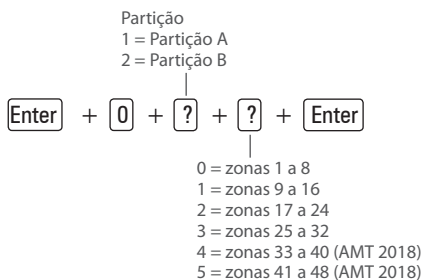 Partição
1 = Partição A
2 = Partição B
Enter + 0 + ? + ? + Enter
0 = zonas 1 a 8
1 = zonas 9 a 16
2 = zonas 17 a 24
3 = zonas 25 a 32
4 = zonas 33 a 40 (AMT 2018)
5 = zonas 41 a 48 (AMT 2018)